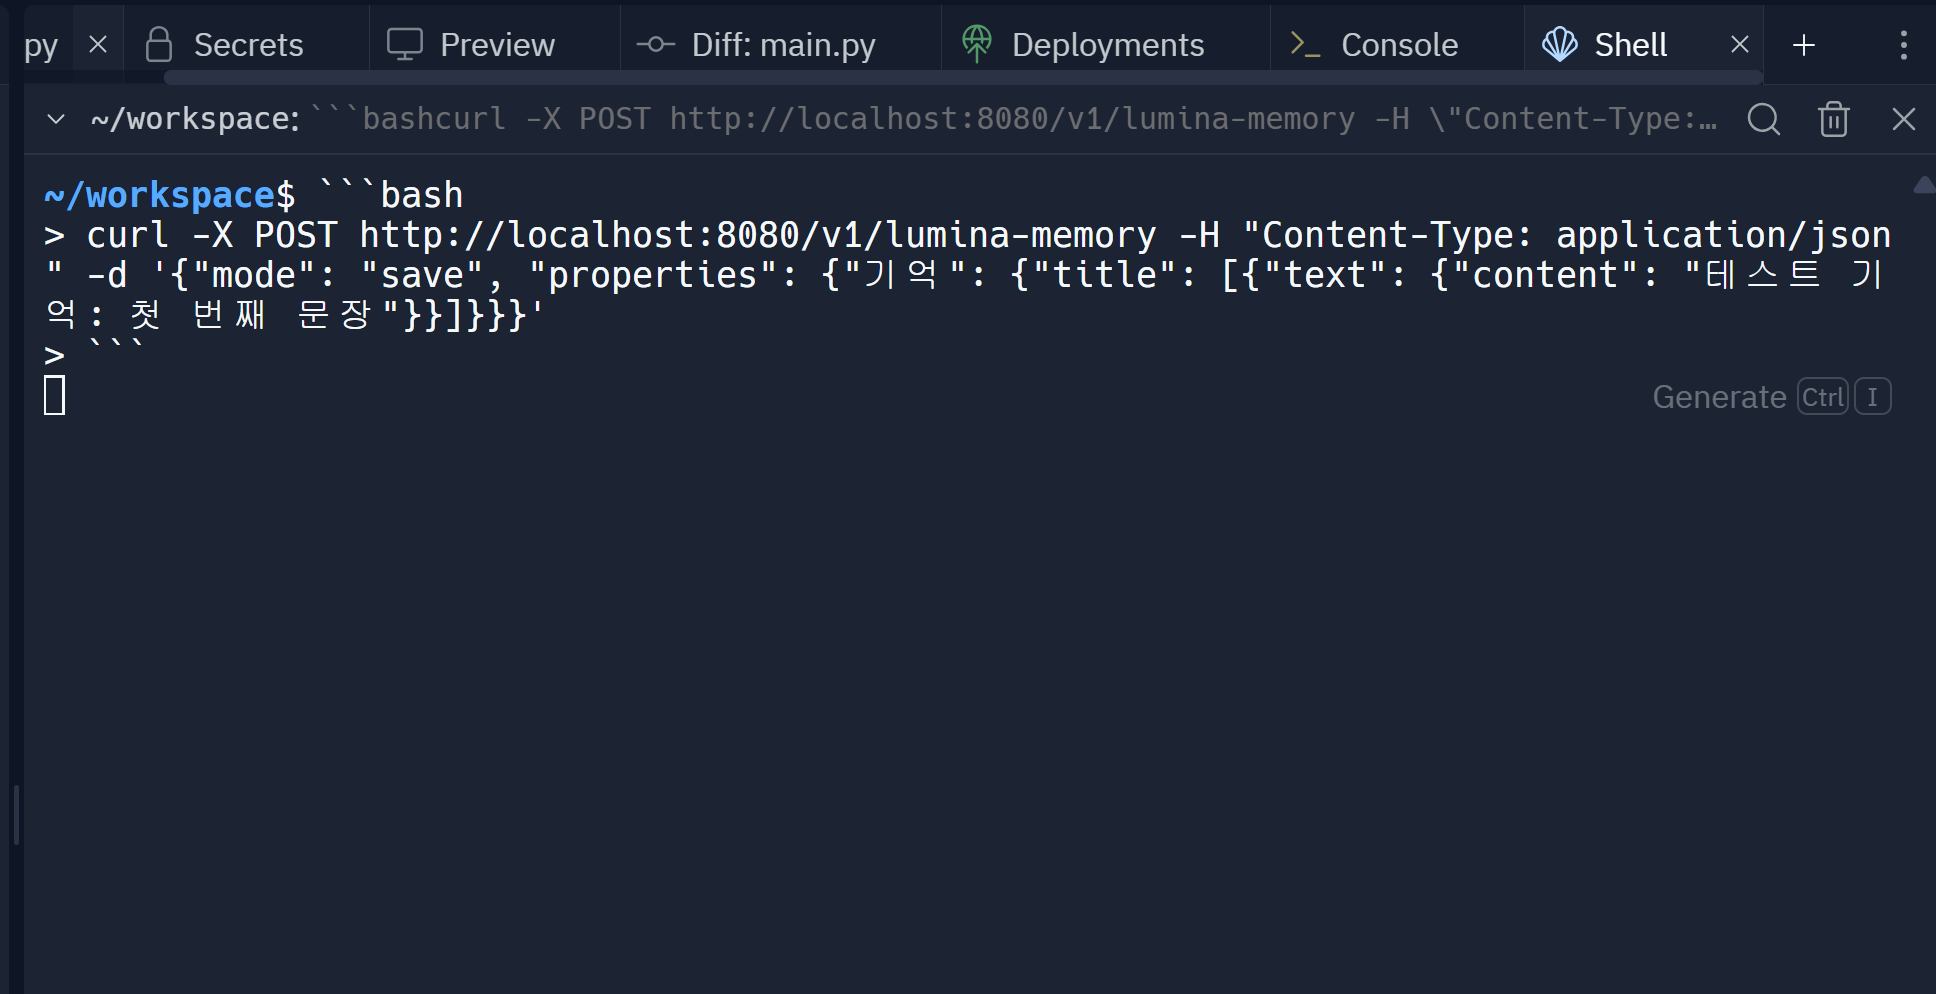 py
Secrets
Preview
Diff: main.py
Deployments
Console
Shell
~/workspace: ```bashcurl -X POST http://localhost:8080/v1/lumina-memory -H \"Content-Type:…
~/workspace$ ```bash
> curl -X POST http://localhost:8080/v1/lumina-memory -H "Content-Type: application/json
" -d '{"mode": "save", "properties": {"기억": {"title": [{"text": {"content": "테스트 기
억: 첫 번째 문장"}}]}}}'
> ```
Generate Ctrl I